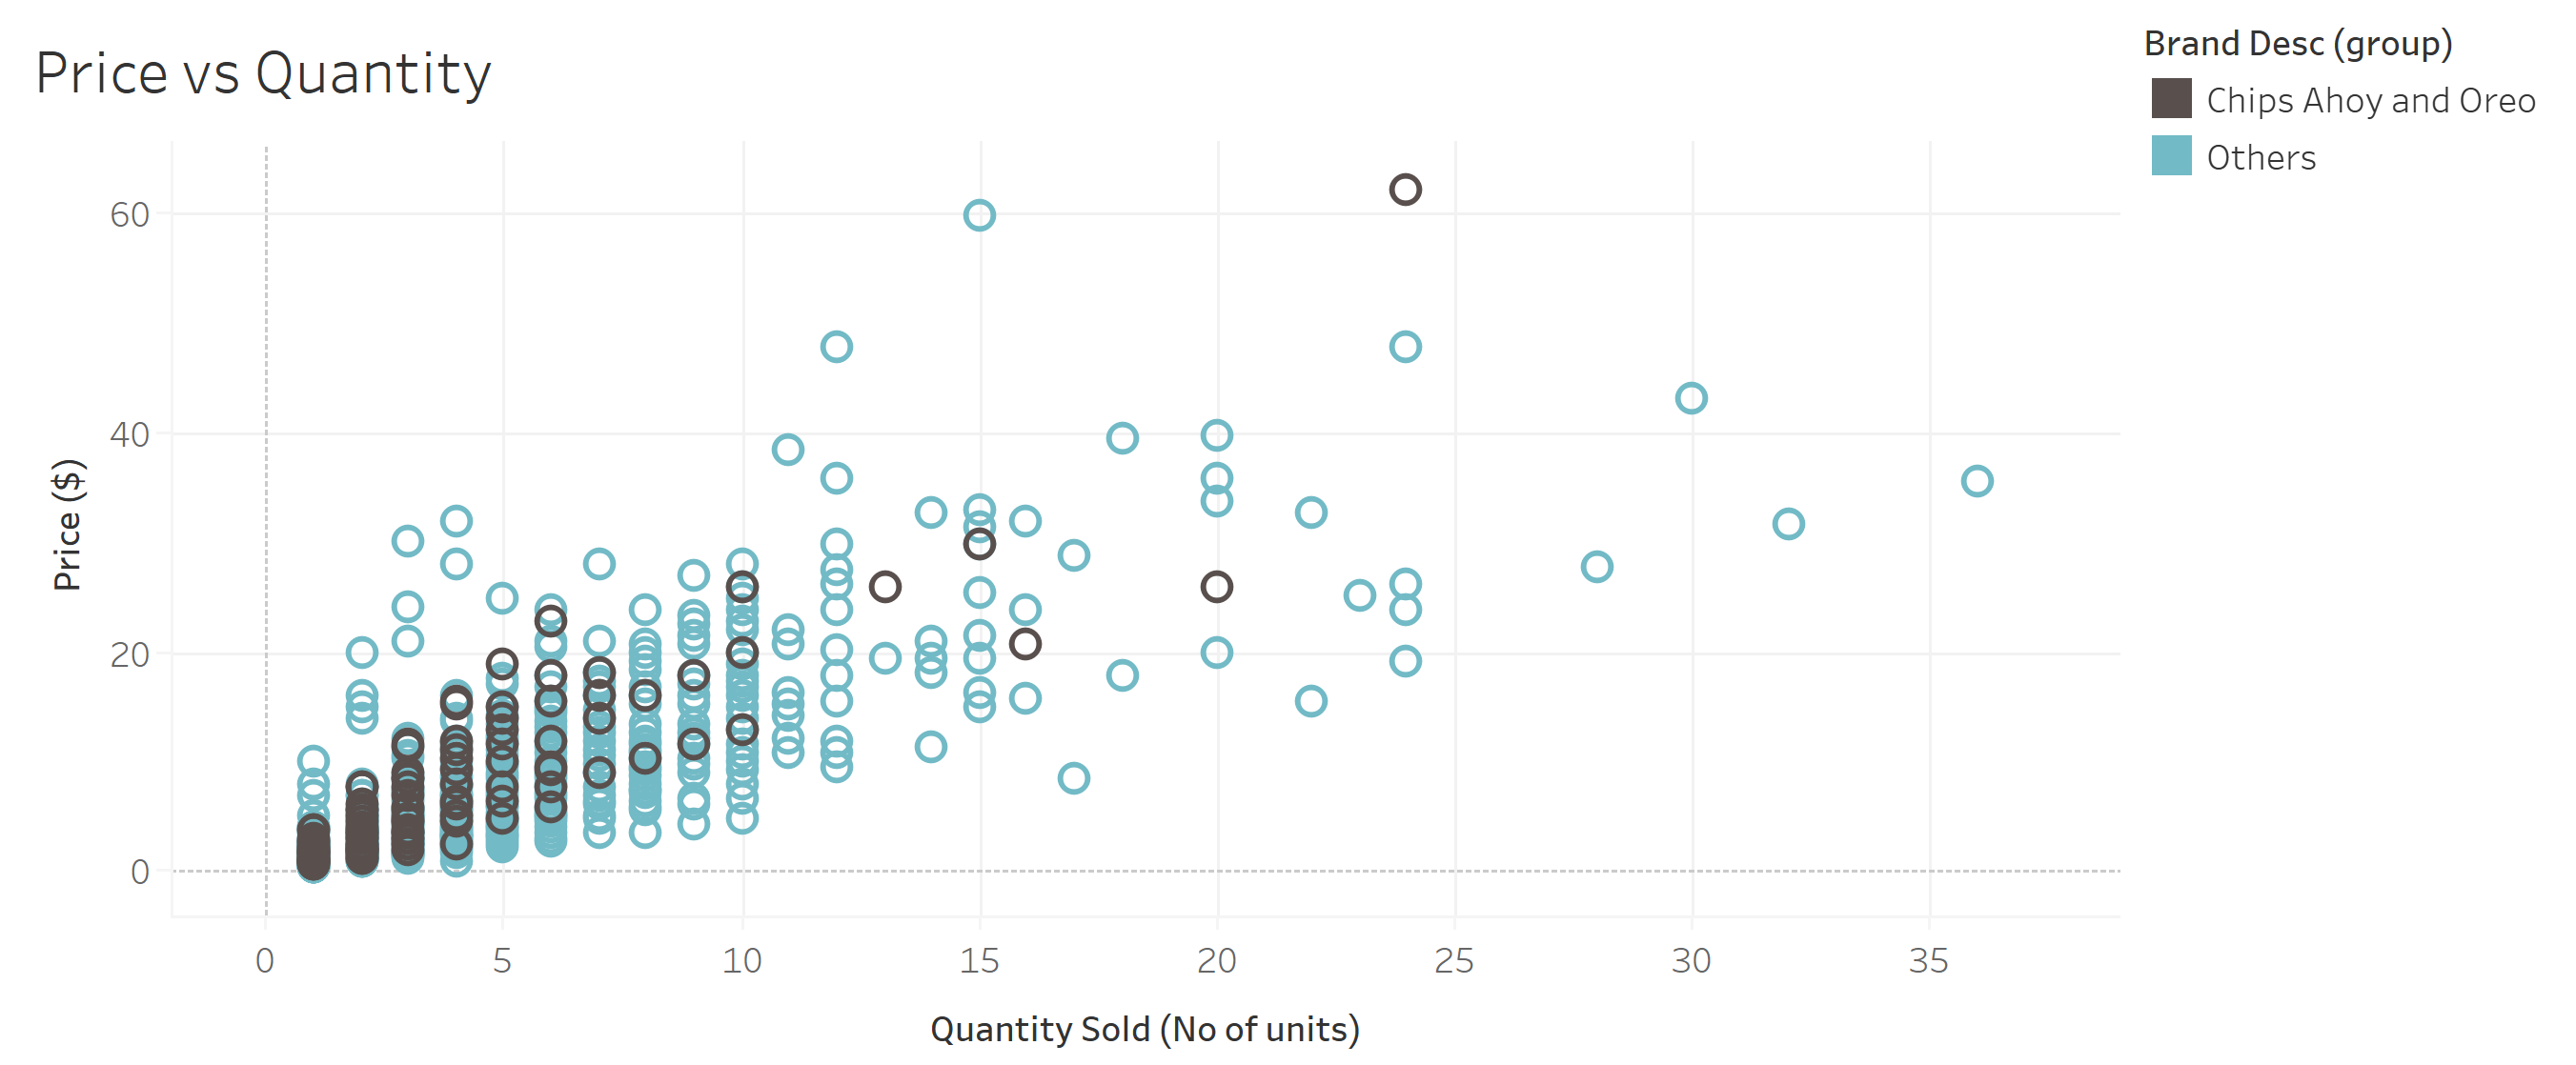 Price vs Quantity
Brand Desc (group)
Chips Ahoy and Oreo
Others
Price ($)
60
40
20
0
0 5 10 15 20 25 30 35
Quantity Sold (No of units)